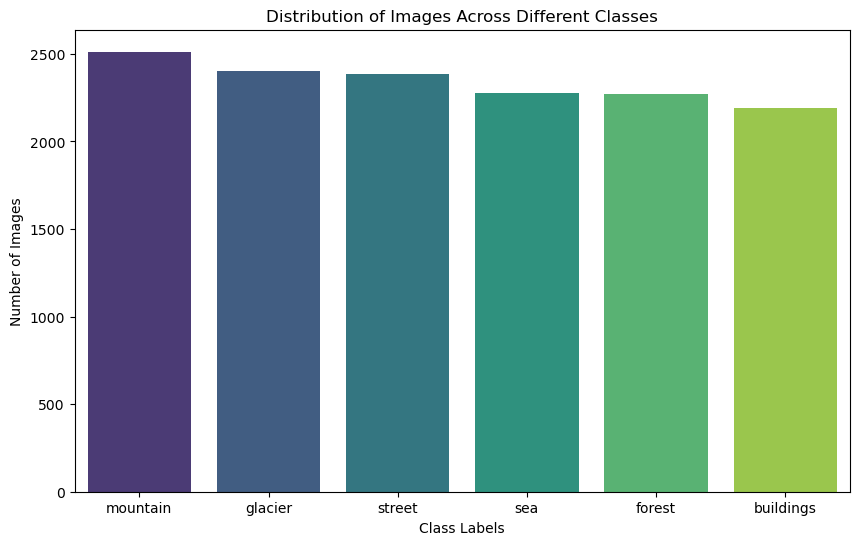 Distribution of Images Across Different Classes
2500
2000
1500
1000
500
0
Number of Images
mountain glacier street sea forest buildings
Class Labels